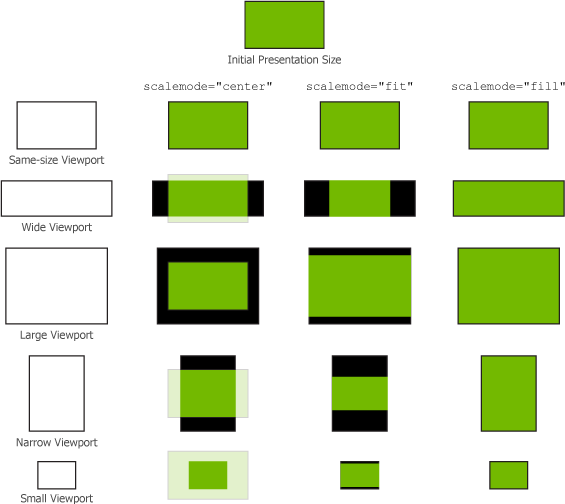 Initial Presentation Size
scalemode="center" scalemode="fit" scalemode="fill"
Same-size Viewport
Wide Viewport
Large Viewport
Narrow Viewport
Small Viewport